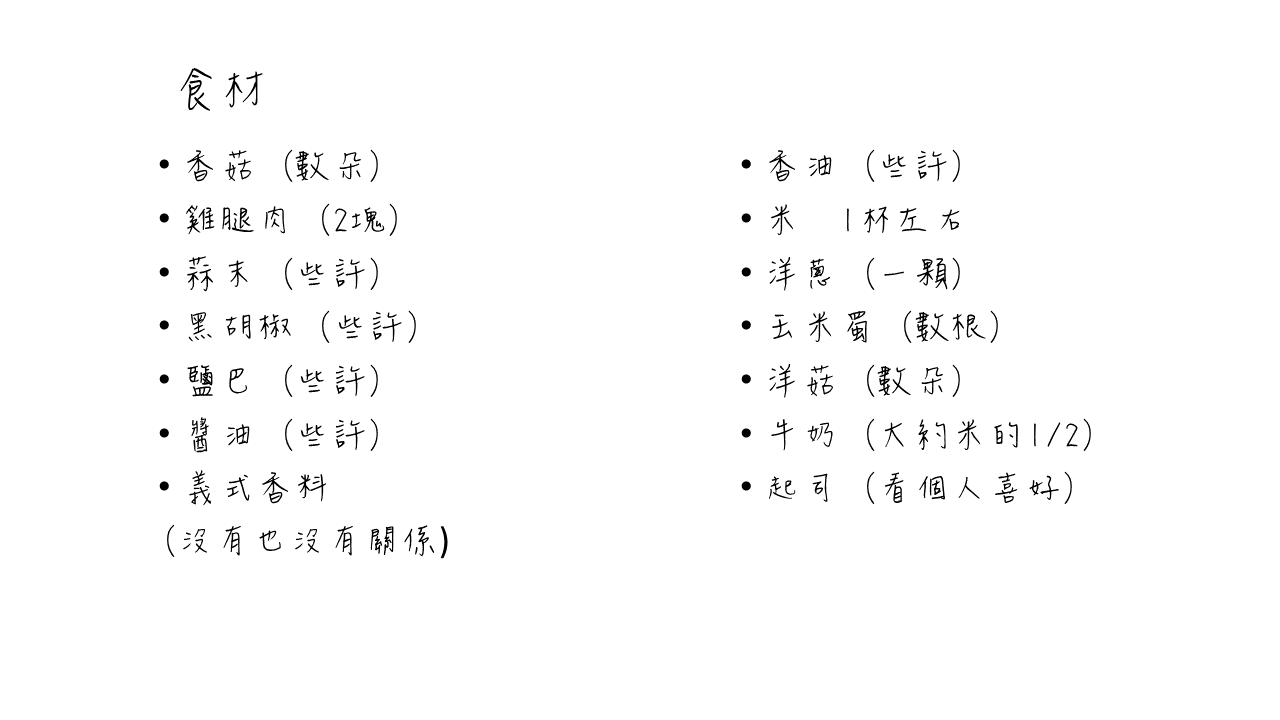 食材
• 香菇 (數朵)
• 雞腿肉 (2塊)
• 蒜末 (些許)
• 黑胡椒 (些許)
• 鹽巴 (些許)
• 醬油 (些許)
• 義式香料
(沒有也沒有關係)
• 香油 (些許)
• 米 1杯左右
• 洋蔥 (一顆)
• 玉米蜀 (數根)
• 洋菇 (數朵)
• 牛奶 (大約米的1/2)
• 起司 (看個人喜好)